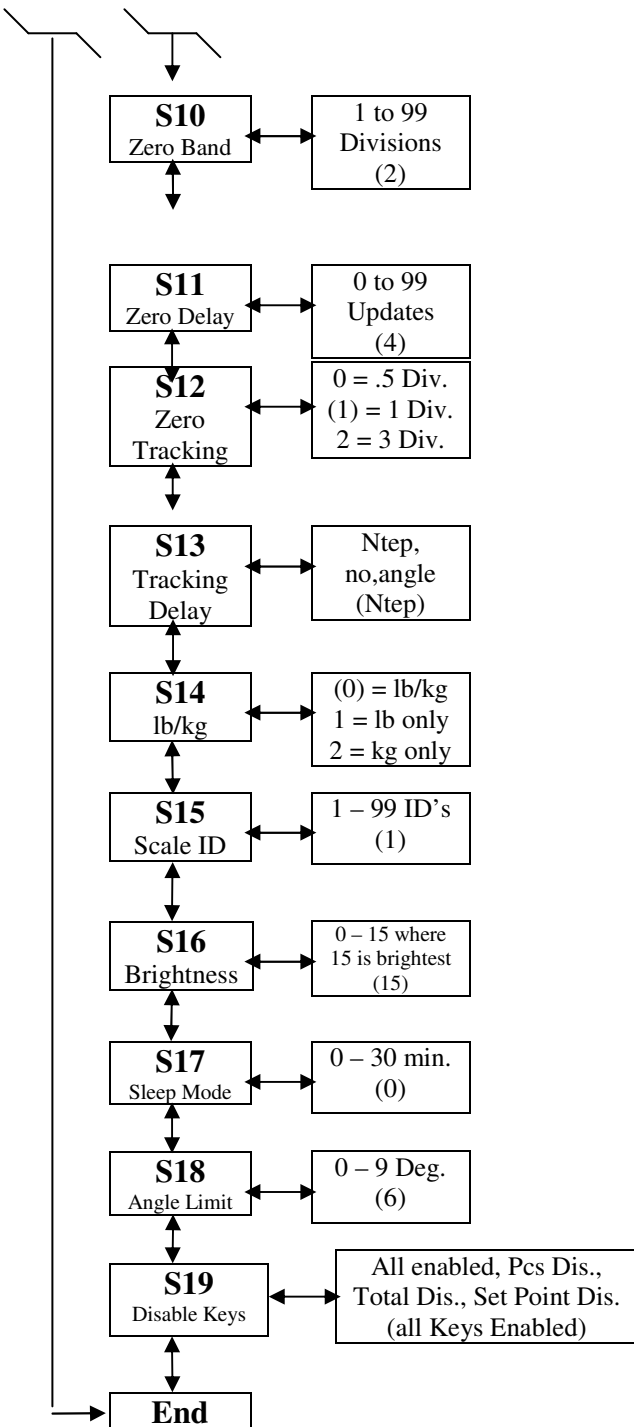 S10
Zero Band
1 to 99
Divisions
(2)
S11
Zero Delay
0 to 99
Updates
(4)
S12
Zero
Tracking
0 = .5 Div.
(1) = 1 Div.
2 = 3 Div.
S13
Tracking
Delay
Ntep,
no,angle
(Ntep)
S14
lb/kg
(0) = lb/kg
1 = lb only
2 = kg only
S15
Scale ID
1 – 99 ID’s
(1)
S16
Brightness
0 – 15 where
15 is brightest
(15)
S17
Sleep Mode
0 – 30 min.
(0)
S18
Angle Limit
0 – 9 Deg.
(6)
S19
Disable Keys
All enabled, Pcs Dis.,
Total Dis., Set Point Dis.
(all Keys Enabled)
End